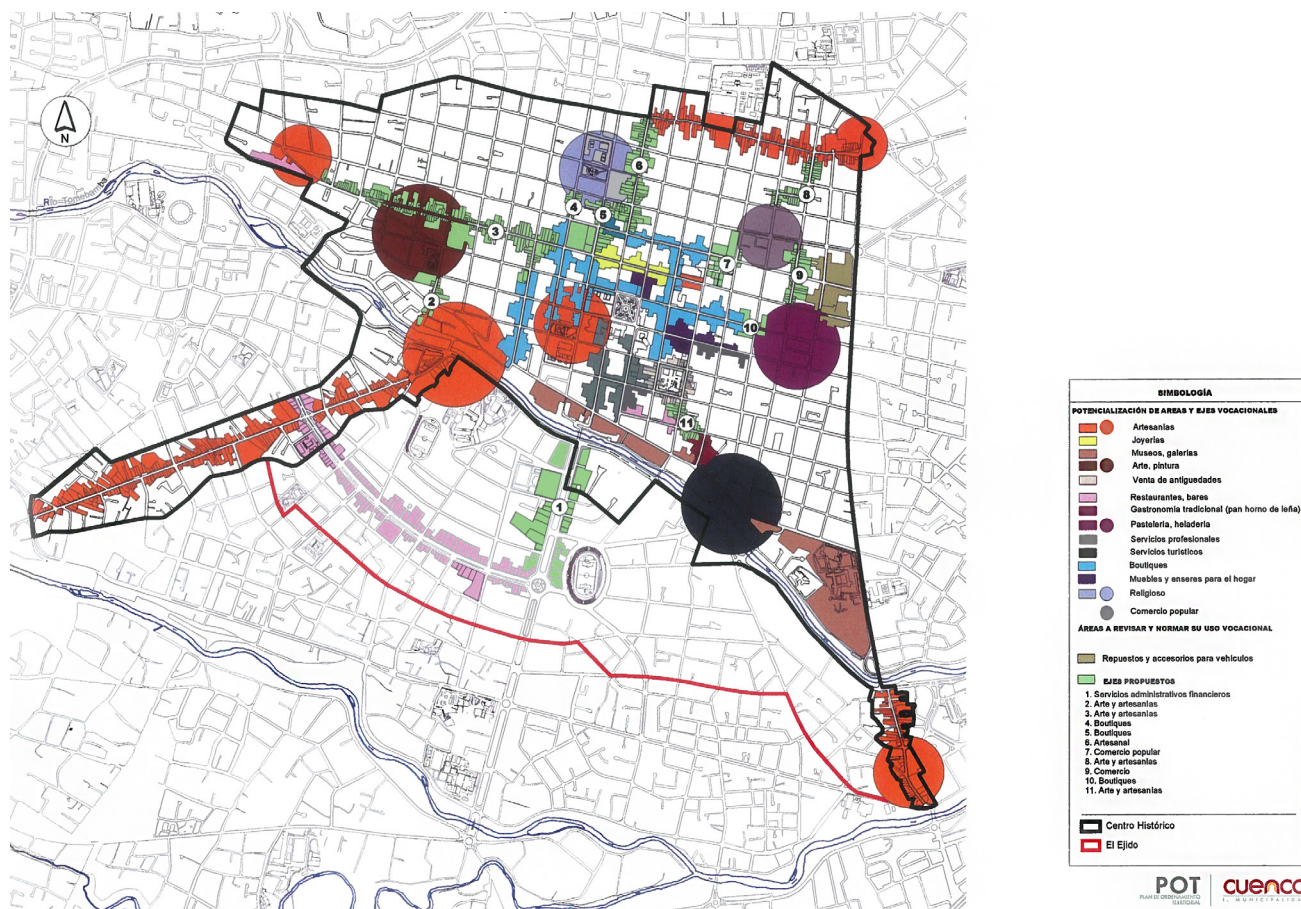 N
Río Tomebamba
1
2
3
4
5
6
7
8
9
10
11
SIMBOLOGÍA
POTENCIALIZACIÓN DE AREAS Y EJES VOCACIONALES
Artesanías
Joyerías
Museos, galerías
Arte, pintura
Venta de antiguedades
Restaurantes, bares
Gastronomía tradicional (pan horno de leña)
Pastelería, heladería
Servicios profesionales
Servicios turísticos
Boutiques
Muebles y enseres para el hogar
Religioso
Comercio popular
ÁREAS A REVISAR Y NORMAR SU USO VOCACIONAL
Repuestos y accesorios para vehículos
EJES PROPUESTOS
1. Servicios administrativos financieros
2. Arte y artesanías
3. Arte y artesanías
4. Boutiques
5. Boutiques
6. Artesanal
7. Comercio popular
8. Arte y artesanías
9. Comercio
10. Boutiques
11. Arte y artesanías
Centro Histórico
El Ejido
POT
PLAN DE ORDENAMIENTO
TERRITORIAL
cuenca